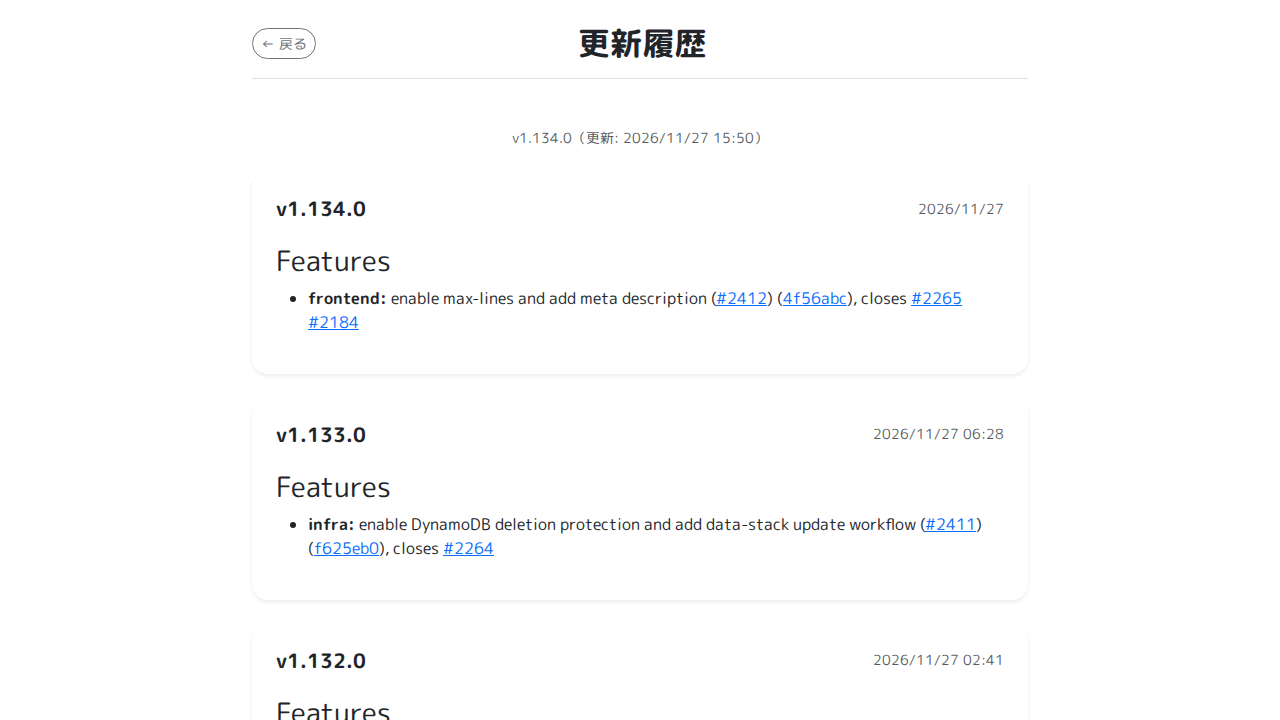 ← 戻る
更新履歴
v1.134.0（更新: 2026/11/27 15:50）
v1.134.0
2026/11/27
Features
frontend: enable max-lines and add meta description (#2412) (4f56abc), closes #2265
#2184
v1.133.0
2026/11/27 06:28
Features
infra: enable DynamoDB deletion protection and add data-stack update workflow (#2411)
(f625eb0), closes #2264
v1.132.0
2026/11/27 02:41
Features